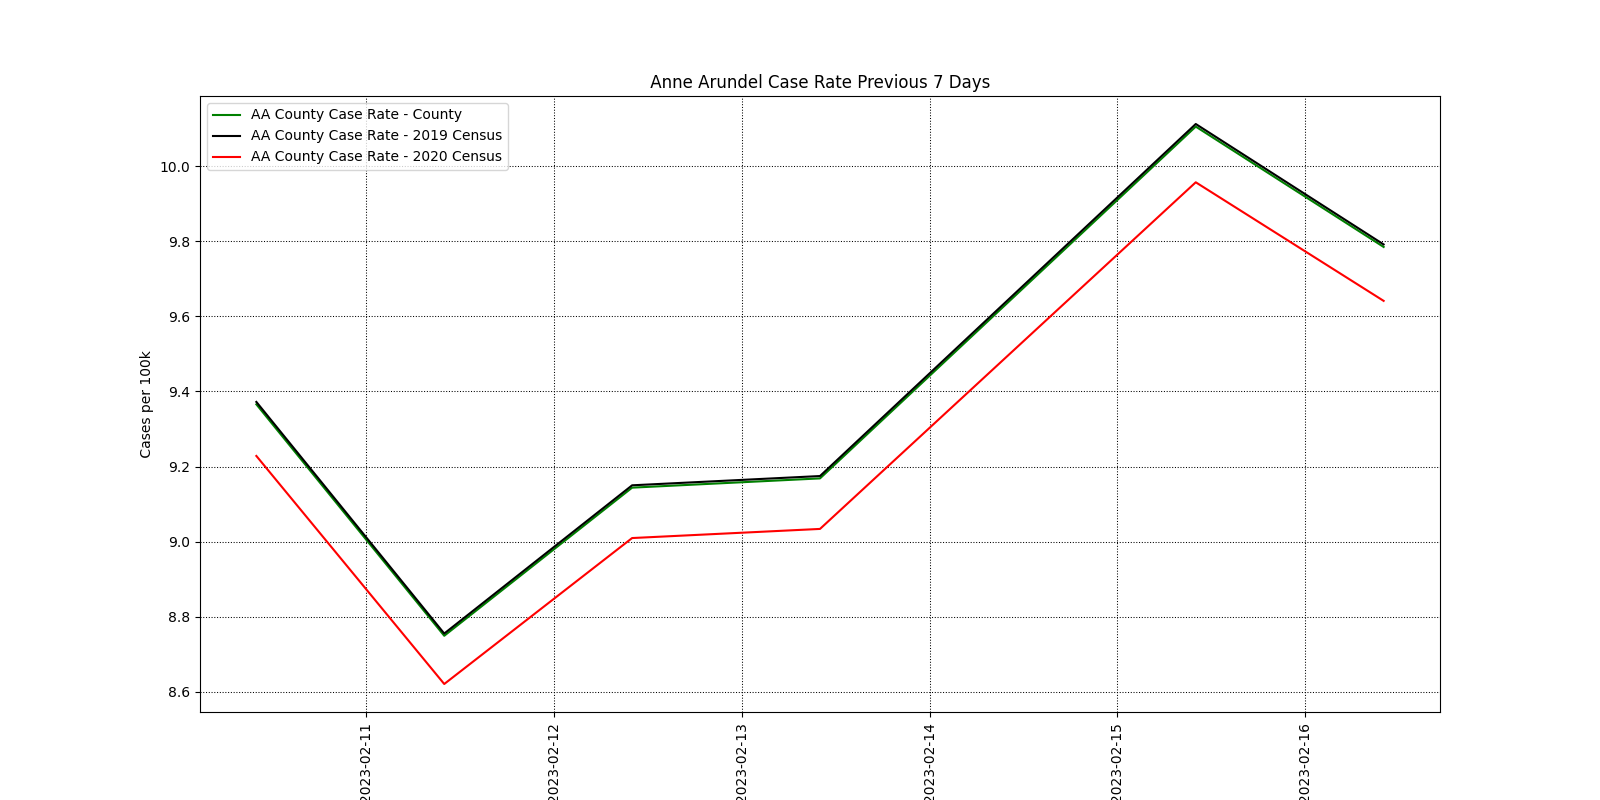 Anne Arundel Case Rate Previous 7 Days
AA County Case Rate - County
AA County Case Rate - 2019 Census
AA County Case Rate - 2020 Census
Cases per 100k
10.0
9.8
9.6
9.4
9.2
9.0
8.8
8.6
2023-02-11
2023-02-12
2023-02-13
2023-02-14
2023-02-15
2023-02-16